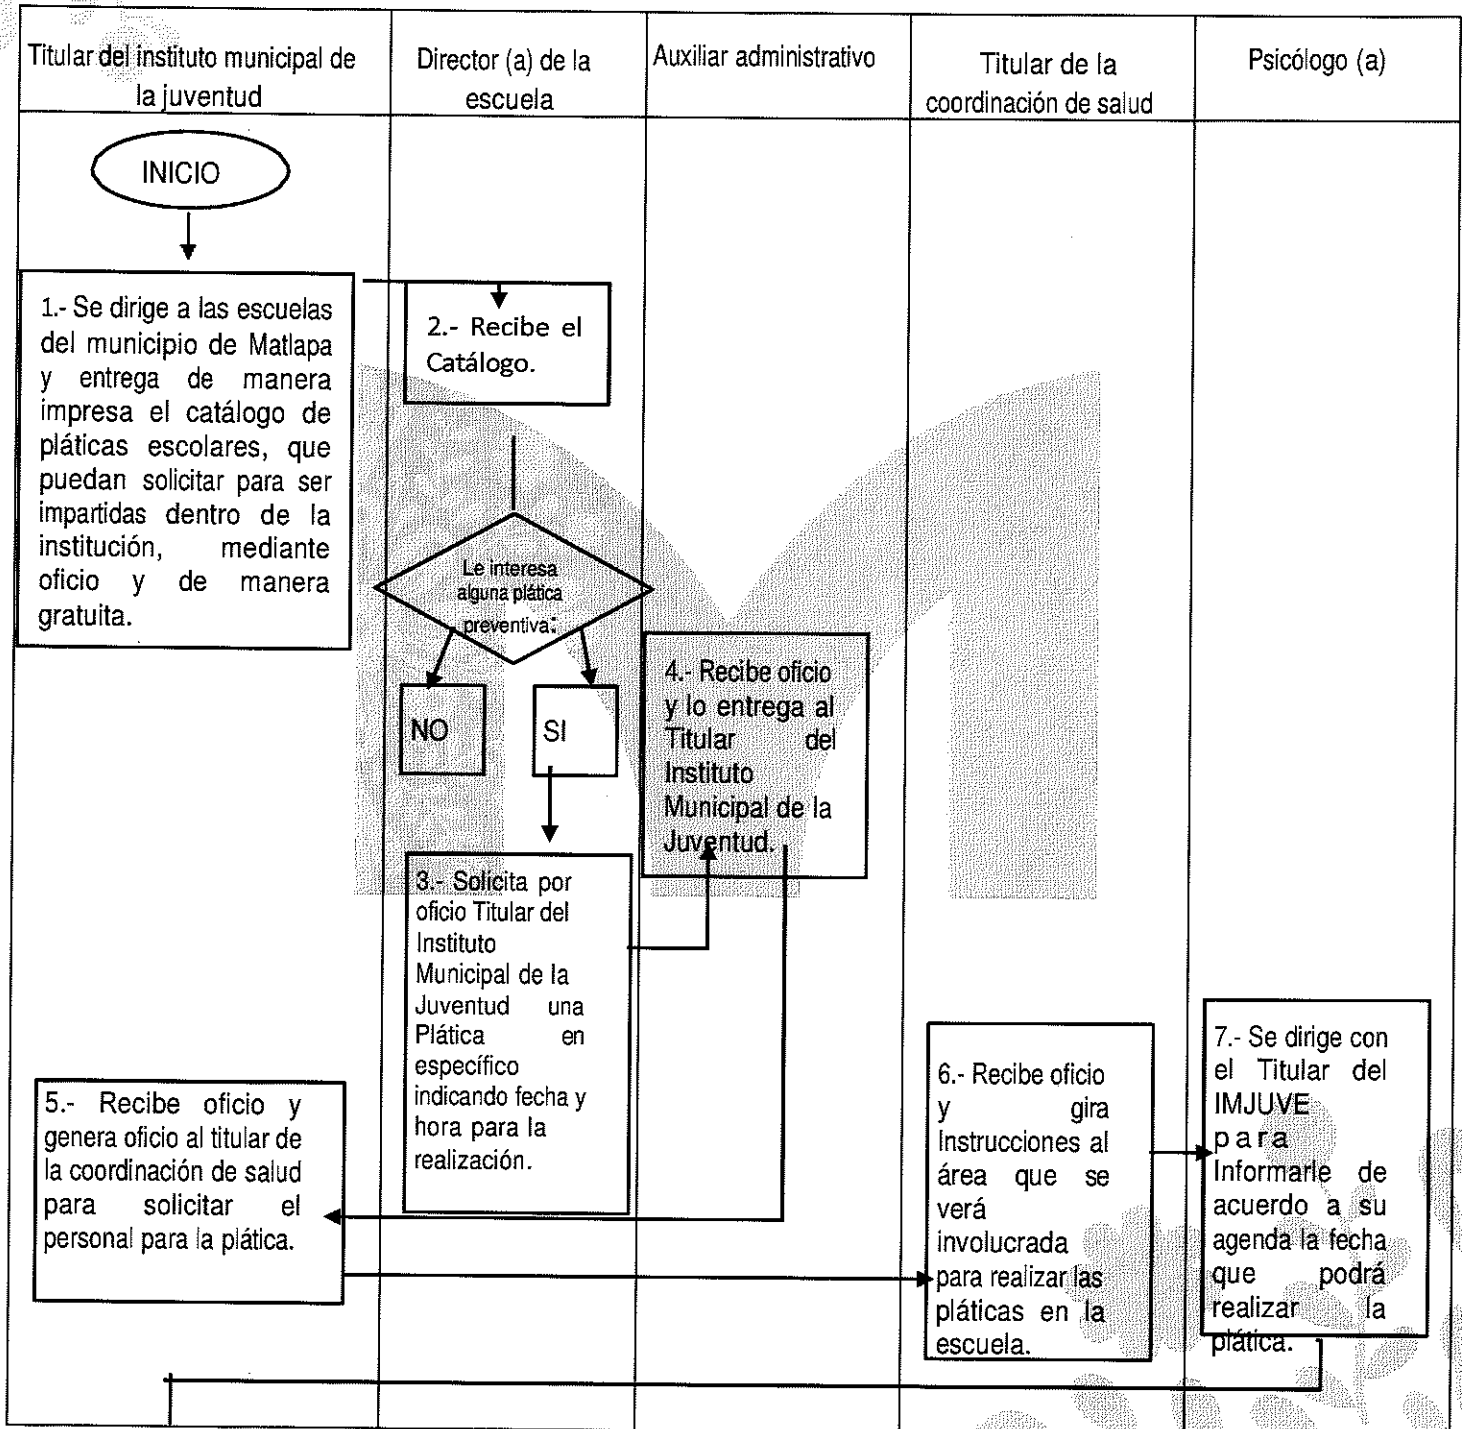 Titular del instituto municipal de
la juventud
Director (a) de la
escuela
Auxiliar administrativo
Titular de la
coordinación de salud
Psicólogo (a)
INICIO
1.- Se dirige a las escuelas
del municipio de Matlapa
y entrega de manera
impresa el catálogo de
pláticas escolares, que
puedan solicitar para ser
impartidas dentro de la
institución, mediante
oficio y de manera
gratuita.
2.- Recibe el
Catálogo.
Le interesa
alguna plática
preventiva:
NO
SI
3.- Solicita por
oficio Titular del
Instituto
Municipal de la
Juventud una
Plática en
específico
indicando fecha y
hora para la
realización.
4.- Recibe oficio
y lo entrega al
Titular del
Instituto
Municipal de la
Juventud.
5.- Recibe oficio y
genera oficio al titular de
la coordinación de salud
para solicitar el
personal para la plática.
6.- Recibe oficio
y gira
Instrucciones al
área que se
verá
involucrada
para realizar las
pláticas en la
escuela.
7.- Se dirige con
el Titular del
IMJUVE
para
Informarle de
acuerdo a su
agenda la fecha
que podrá
realizar la
plática.